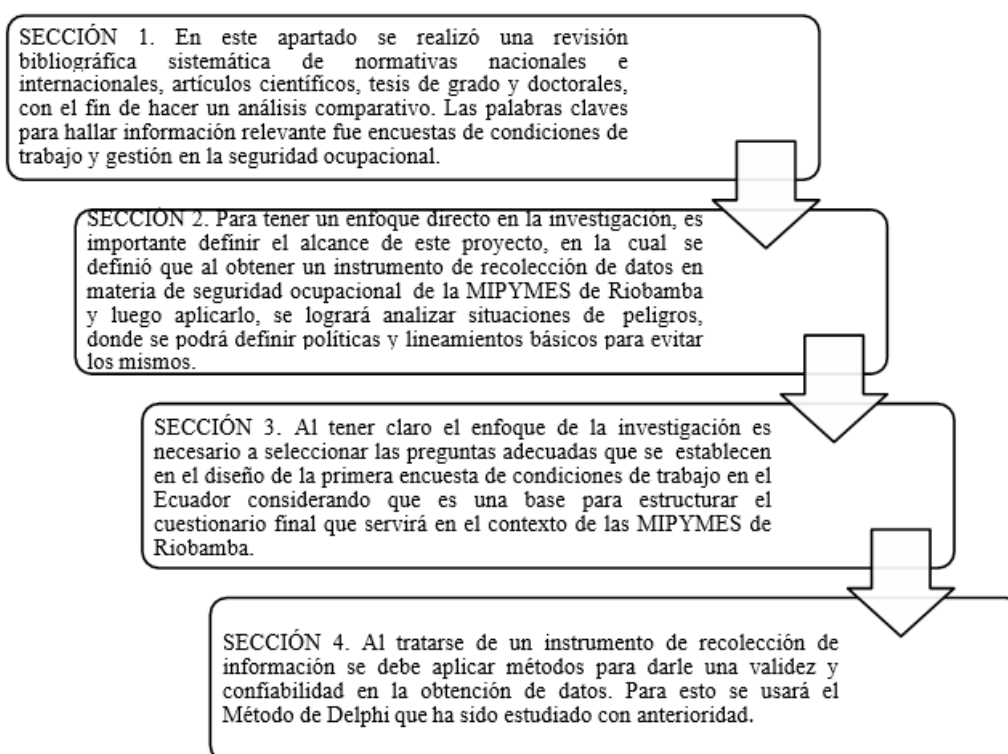 SECCIÓN 1. En este apartado se realizó una revisión
bibliográfica sistemática de normativas nacionales e
internacionales, artículos científicos, tesis de grado y doctorales,
con el fin de hacer un análisis comparativo. Las palabras claves
para hallar información relevante fue encuestas de condiciones de
trabajo y gestión en la seguridad ocupacional.
SECCIÓN 2. Para tener un enfoque directo en la investigación, es
importante definir el alcance de este proyecto, en la cual se
definió que al obtener un instrumento de recolección de datos en
materia de seguridad ocupacional de la MIPYMES de Riobamba
y luego aplicarlo, se logrará analizar situaciones de peligros,
donde se podrá definir políticas y lineamientos básicos para evitar
los mismos.
SECCIÓN 3. Al tener claro el enfoque de la investigación es
necesario a seleccionar las preguntas adecuadas que se establecen
en el diseño de la primera encuesta de condiciones de trabajo en el
Ecuador considerando que es una base para estructurar el
cuestionario final que servirá en el contexto de las MIPYMES de
Riobamba.
SECCIÓN 4. Al tratarse de un instrumento de recolección de
información se debe aplicar métodos para darle una validez y
confiabilidad en la obtención de datos. Para esto se usará el
Método de Delphi que ha sido estudiado con anterioridad.